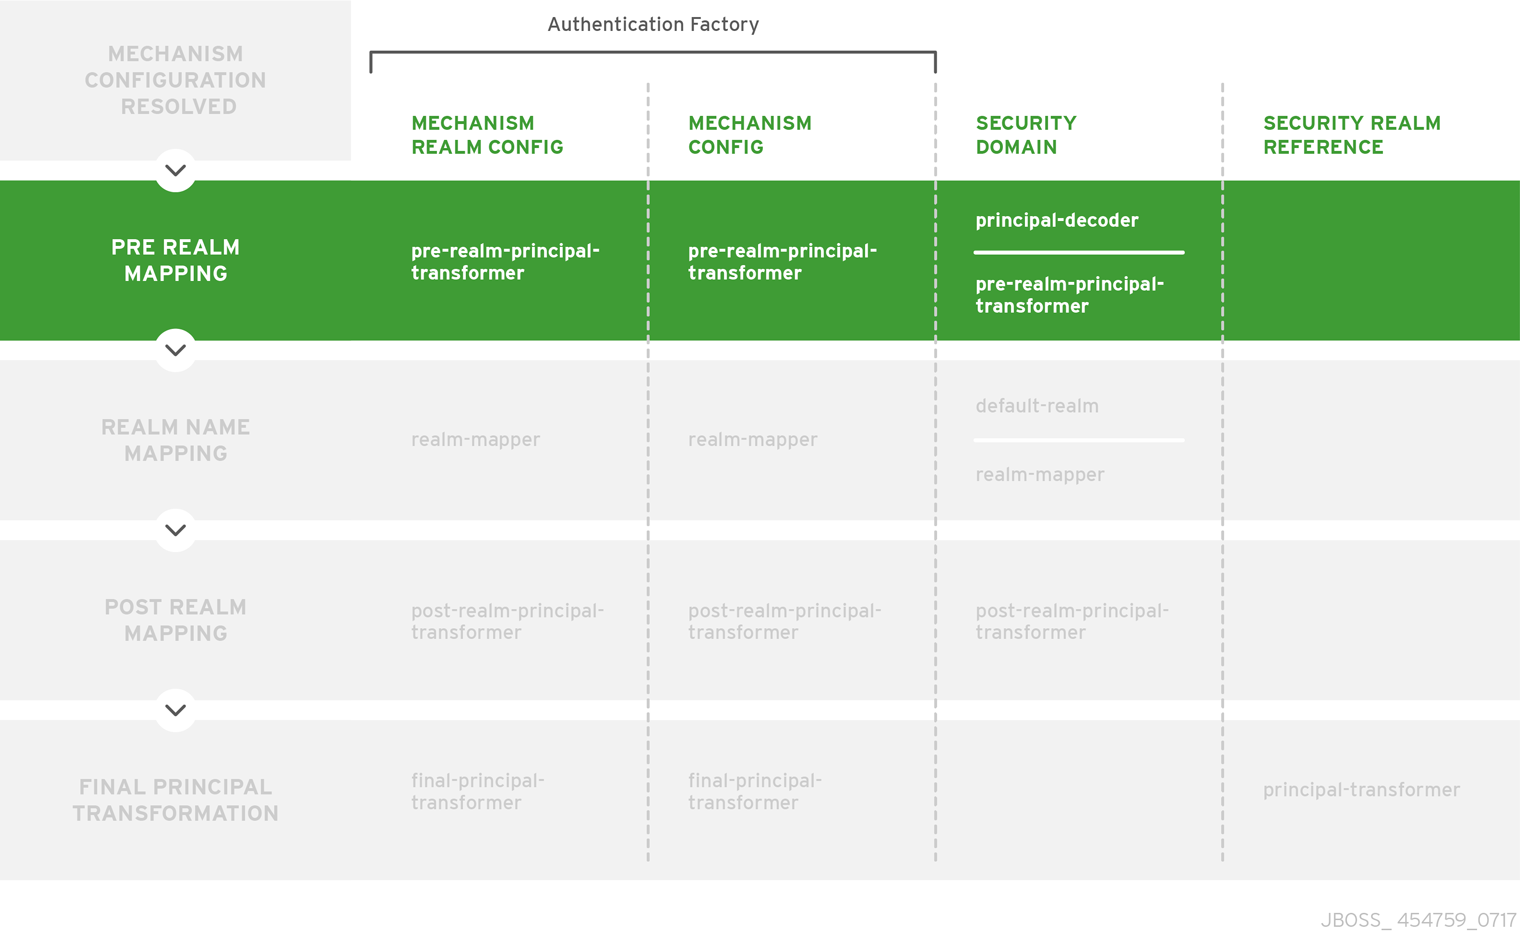 Authentication Factory
MECHANISM
CONFIGURATION
RESOLVED
MECHANISM
REALM CONFIG
MECHANISM
CONFIG
SECURITY
DOMAIN
SECURITY REALM
REFERENCE
PRE REALM
MAPPING
pre-realm-principal-
transformer
pre-realm-principal-
transformer
principal-decoder
pre-realm-principal-
transformer
REALM NAME
MAPPING
realm-mapper
realm-mapper
default-realm
realm-mapper
POST REALM
MAPPING
post-realm-principal-
transformer
post-realm-principal-
transformer
post-realm-principal-
transformer
FINAL PRINCIPAL
TRANSFORMATION
final-principal-
transformer
final-principal-
transformer
principal-transformer
JBOSS_ 454759_0717